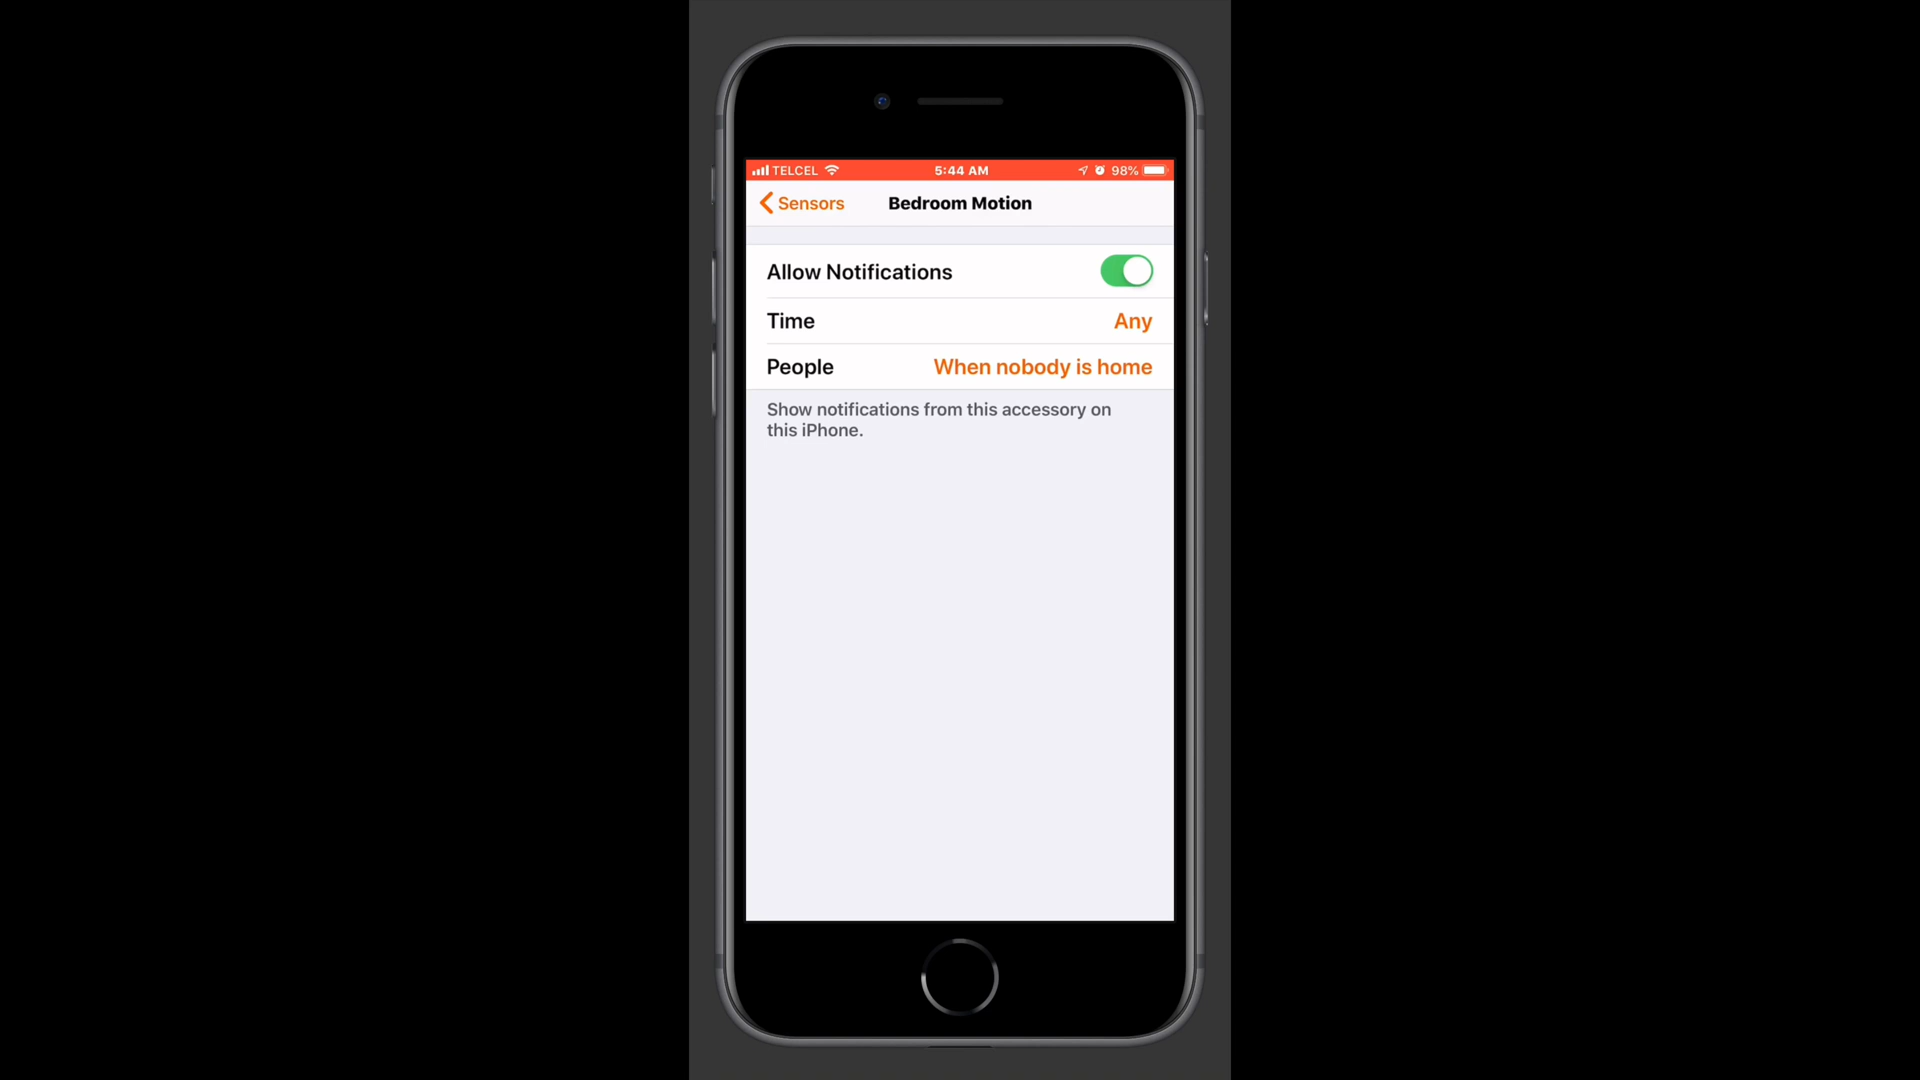 TELCEL 5:44 AM 98%
Sensors Bedroom Motion
Allow Notifications
Time Any
People When nobody is home
Show notifications from this accessory on
this iPhone.